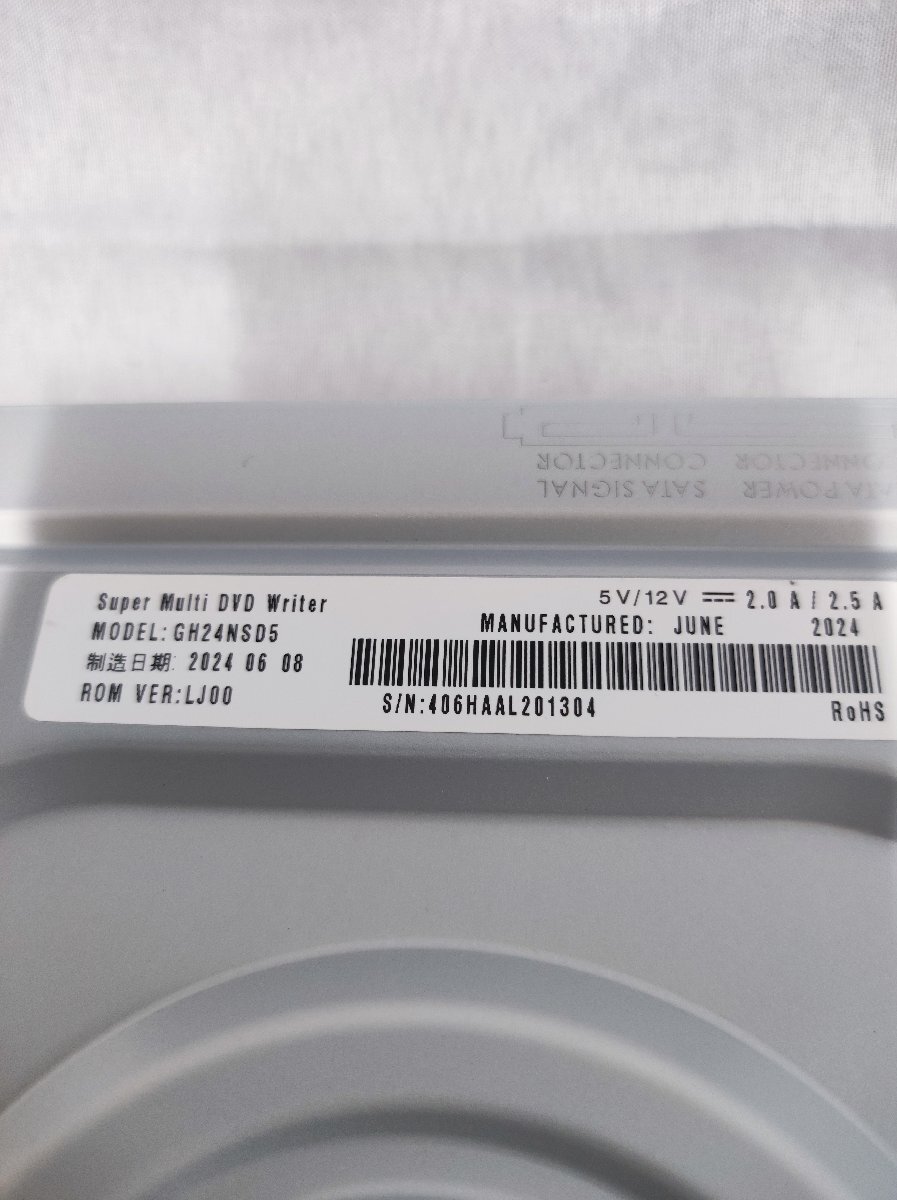 SATA POWER SATA SIGNAL
CONNECTOR CONNECTOR
Super Multi DVD Writer
5V/12V ⎓ 2.0 A / 2.5 A
MODEL:GH24NSD5
MANUFACTURED: JUNE 2024
制造日期: 2024 06 08
ROM VER:LJ00
S/N:406HAAL201304
RoHS